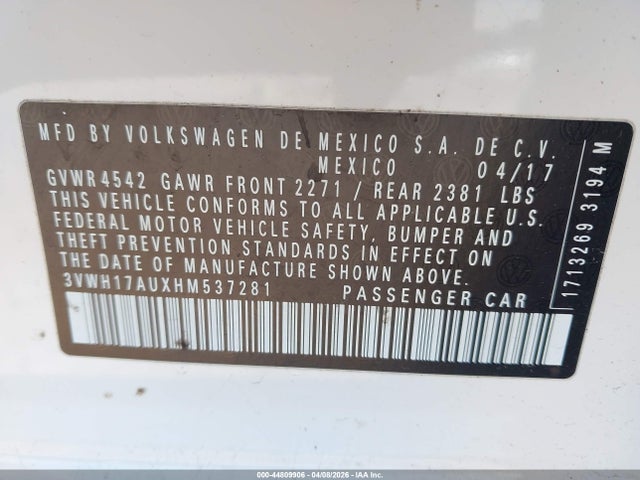 MFD BY VOLKSWAGEN DE MEXICO S.A. DE C.V.
MEXICO 04/17
GVWR 4542 GAWR FRONT 2271 / REAR 2381 LBS
THIS VEHICLE CONFORMS TO ALL APPLICABLE U.S.
FEDERAL MOTOR VEHICLE SAFETY, BUMPER AND
THEFT PREVENTION STANDARDS IN EFFECT ON
THE DATE OF MANUFACTURE SHOWN ABOVE.
3VWH17AUXHM537281 PASSENGER CAR
1713269 3194 M
000-44809906 - 04/08/2026 - IAA, Inc.